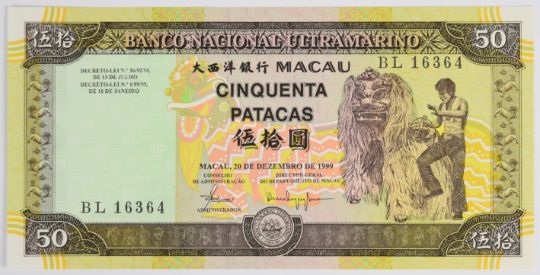 伍拾 BANCO NACIONAL ULTRAMARINO 50
DECRETO-LEI N.º 56/92/M,
DE 13 DE JULHO
DECRETO-LEI N.º 1/99/M,
DE 18 DE JANEIRO
大西洋銀行 MACAU
BL 16364
CINQUENTA
PATACAS
伍拾圓
MACAU, 20 DE DEZEMBRO DE 1999
CONSELHO
DE ADMINISTRAÇÃO
DIRECTOR-GERAL
DO DEPARTAMENTO DE MACAU
BL 16364
ADMINISTRADOR
50 伍拾